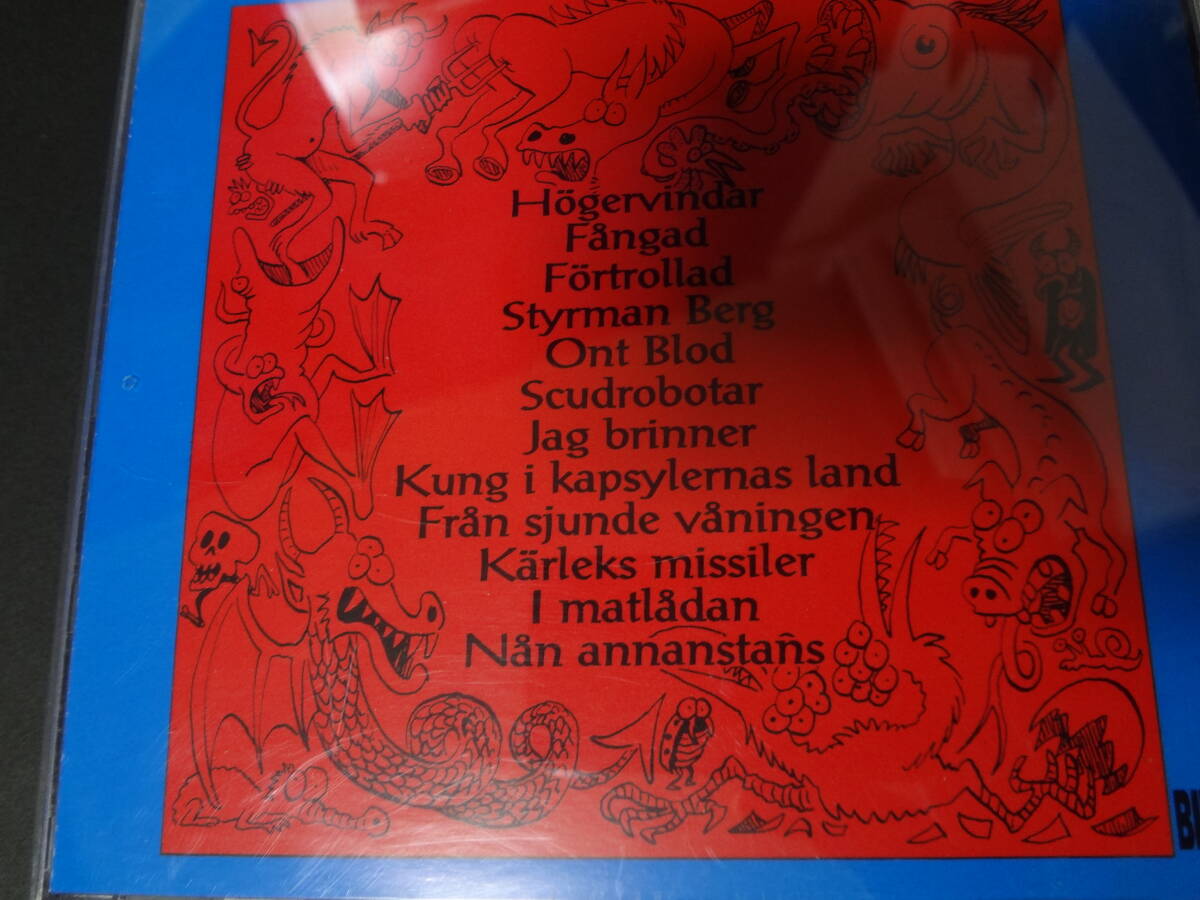 Högervindar
Fångad
Förtrollad
Styrman Berg
Ont Blod
Scudrobotar
Jag brinner
Kung i kapsylernas land
Från sjunde våningen
Kärleks missiler
I matlådan
Nån annanstans